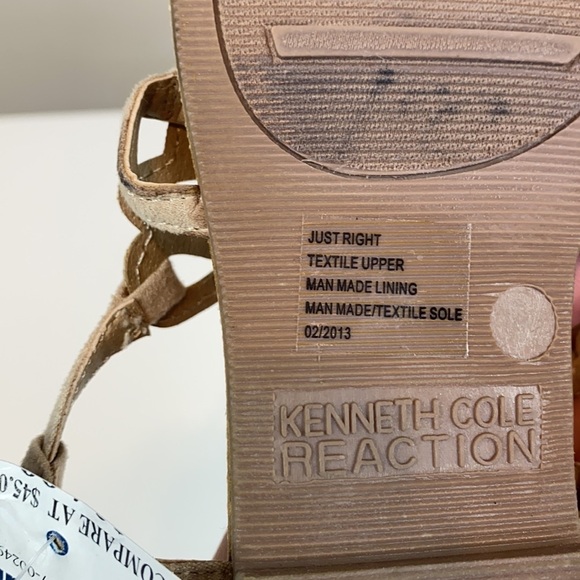 JUST RIGHT
TEXTILE UPPER
MAN MADE LINING
MAN MADE/TEXTILE SOLE
02/2013
KENNETH COLE
REACTION
COMPARE AT $45.0